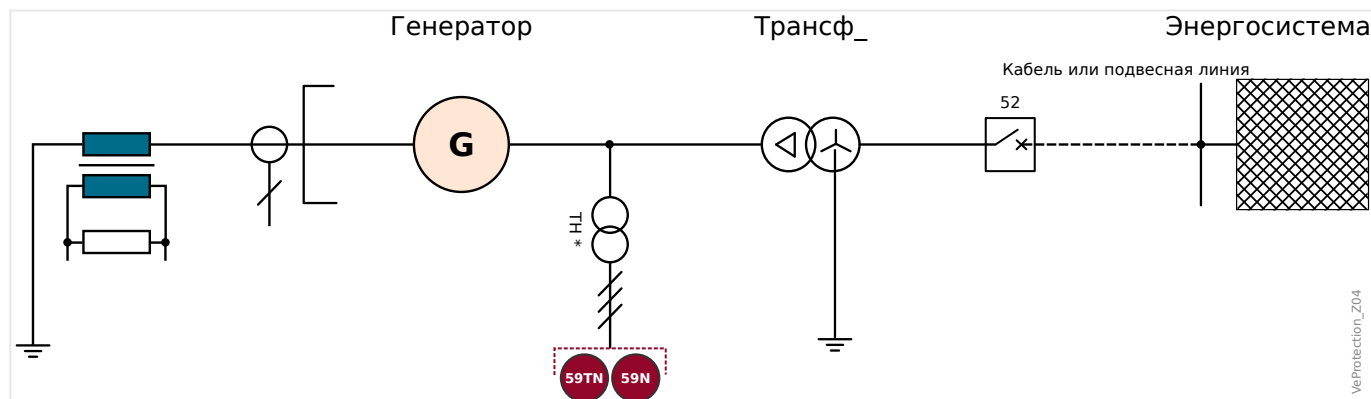 Генератор
Трансф_
Энергосистема
Кабель или подвесная линия
52
G
ТН *
59TN
59N
VeProtection_Z04